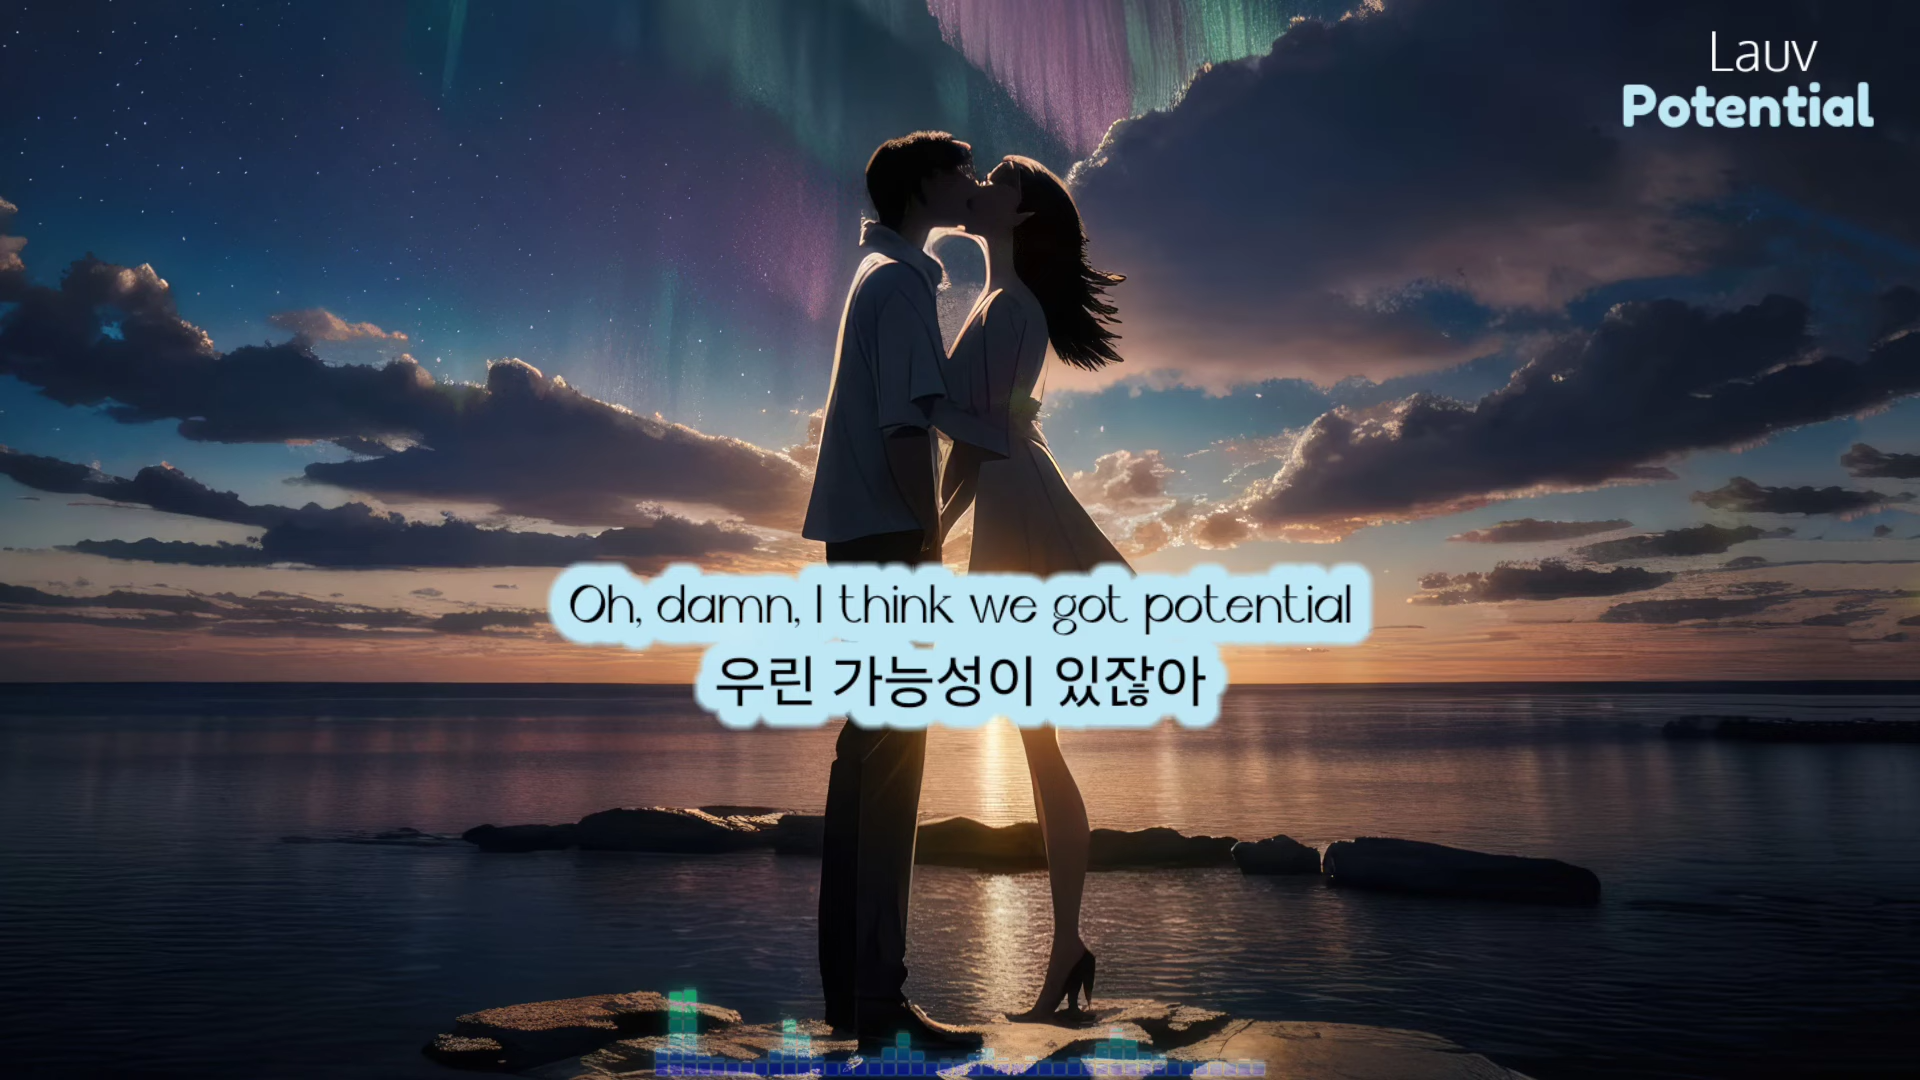 Lauv
Potential
Oh, damn, I think we got potential
우린 가능성이 있잖아